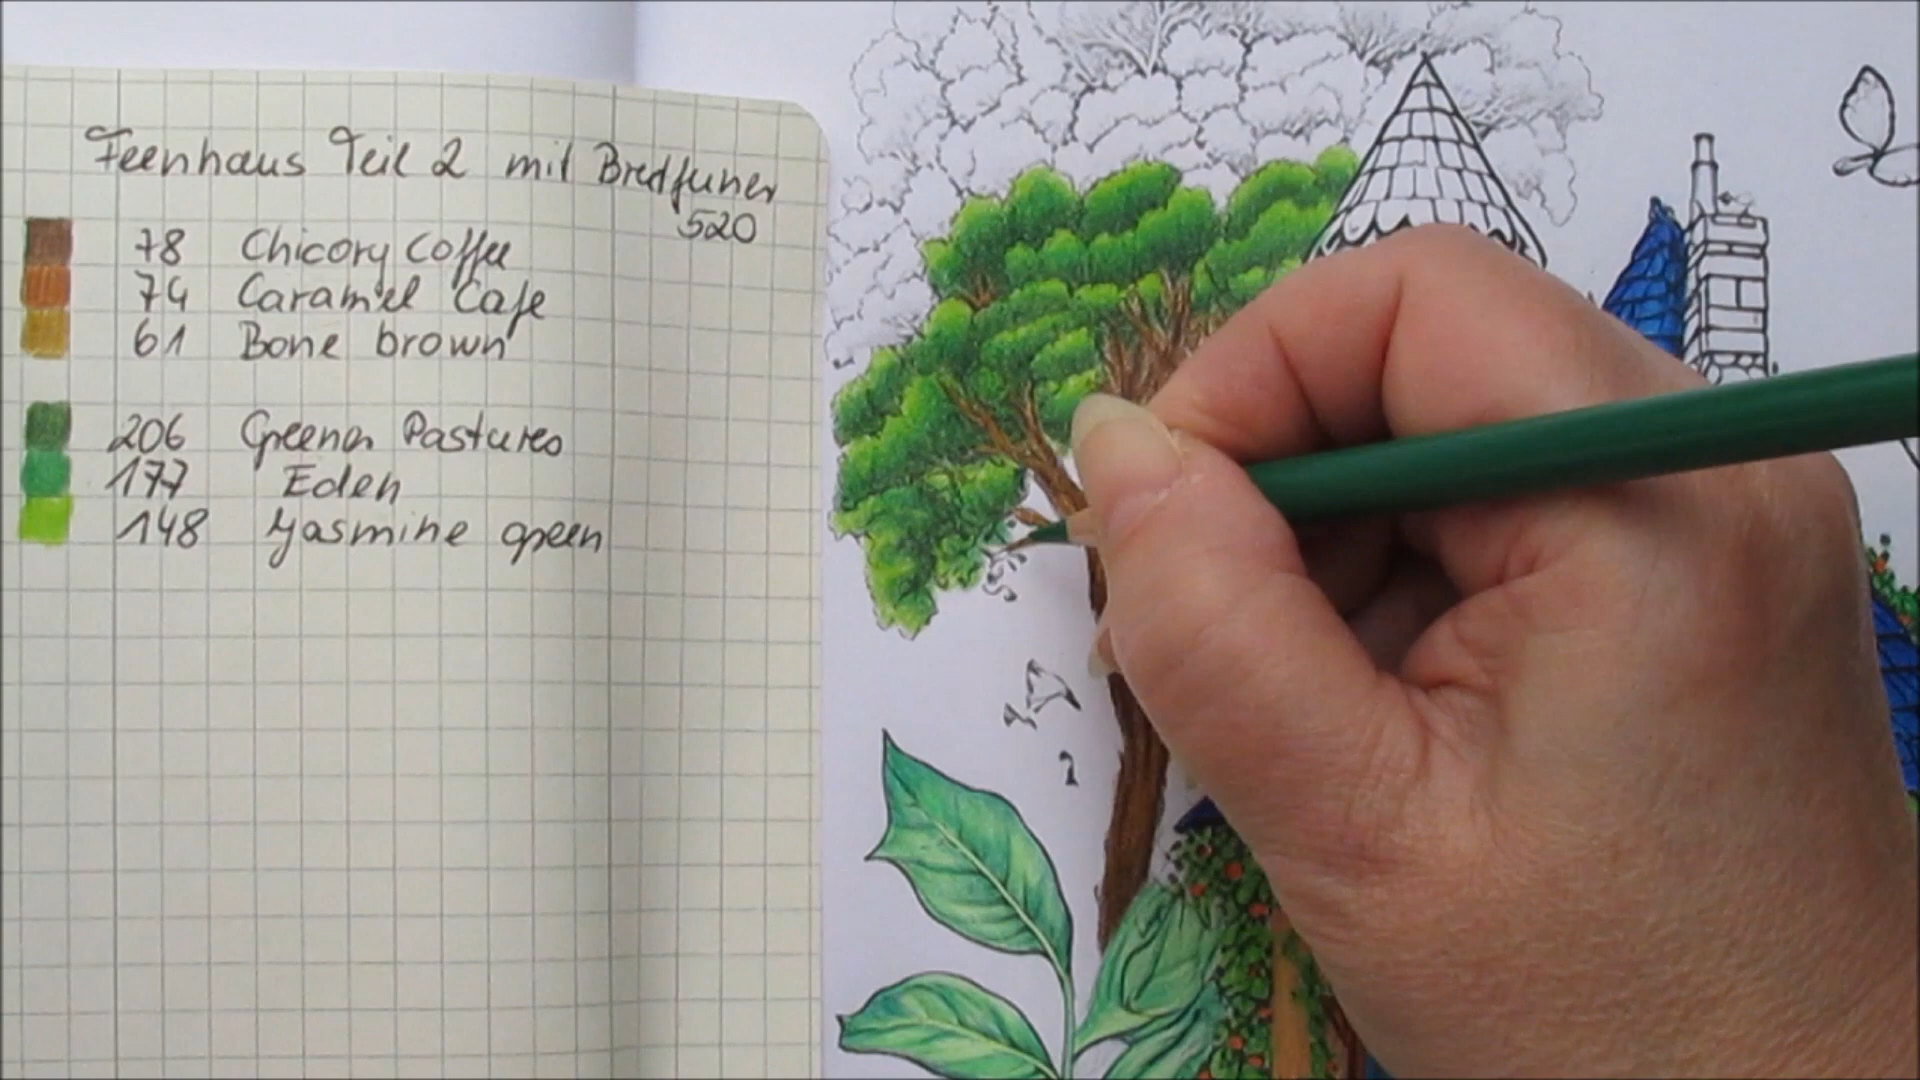 Feenhaus Teil 2 mit Brutfuner
520
78 Chicory Coffee
74 Caramel Cafe
61 Bone brown
206 Greener Pastures
177 Eden
148 Yasmine green